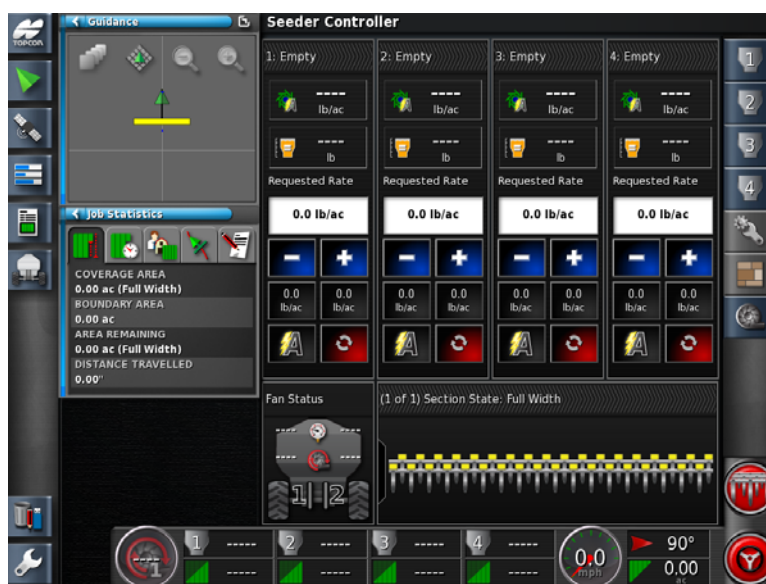 TOPCON
Guidance
Seeder Controller
1: Empty
2: Empty
3: Empty
4: Empty
----
lb/ac
----
lb/ac
----
lb/ac
----
lb/ac
----
lb
----
lb
----
lb
----
lb
Requested Rate
Requested Rate
Requested Rate
Requested Rate
0.0 lb/ac
0.0 lb/ac
0.0 lb/ac
0.0 lb/ac
− +
− +
− +
− +
0.0
lb/ac
0.0
lb/ac
0.0
lb/ac
0.0
lb/ac
0.0
lb/ac
0.0
lb/ac
0.0
lb/ac
0.0
lb/ac
A
A
A
A
Job Statistics
COVERAGE AREA
0.00 ac (Full Width)
BOUNDARY AREA
0.00 ac
AREA REMAINING
0.00 ac (Full Width)
DISTANCE TRAVELLED
0.00"
Fan Status
---- ----
---- ----
1 2
(1 of 1) Section State: Full Width
1
2
3
4
1
1 -----
-----
2 -----
-----
3 -----
-----
4 -----
-----
0.0
mph
90°
0.00
ac